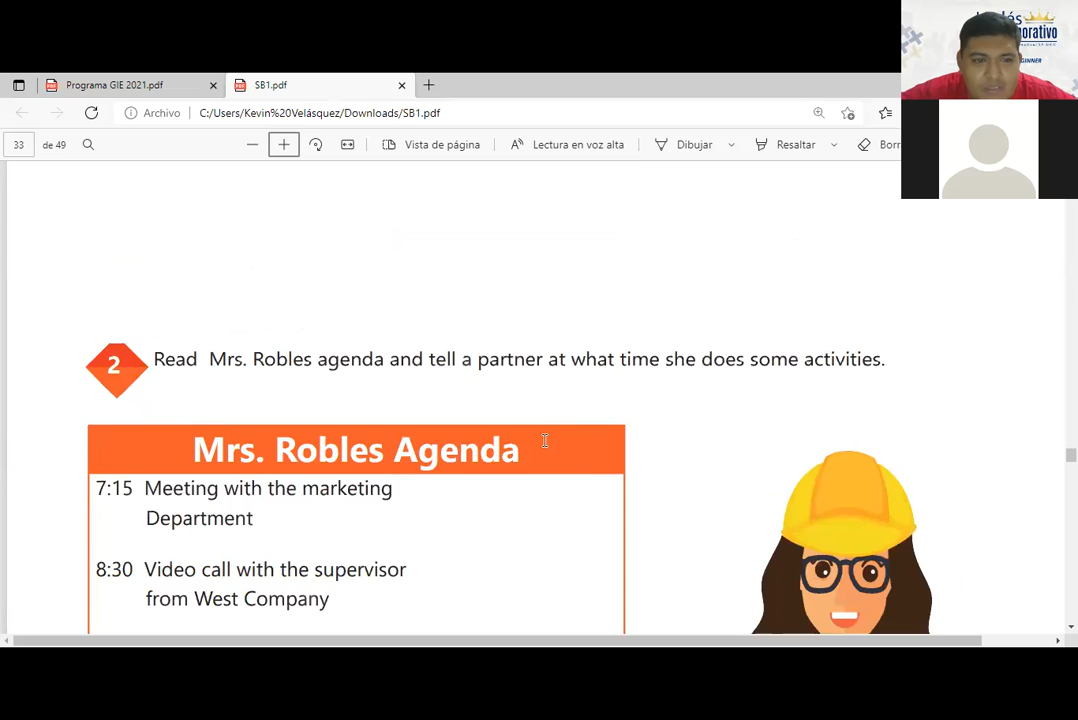 Programa GIE 2021.pdf
SB1.pdf
Archivo
C:/Users/Kevin%20Velásquez/Downloads/SB1.pdf
33 de 49
Vista de página
Lectura en voz alta
Dibujar
Resaltar
2 Read Mrs. Robles agenda and tell a partner at what time she does some activities.
Mrs. Robles Agenda
7:15 Meeting with the marketing
Department
8:30 Video call with the supervisor
from West Company